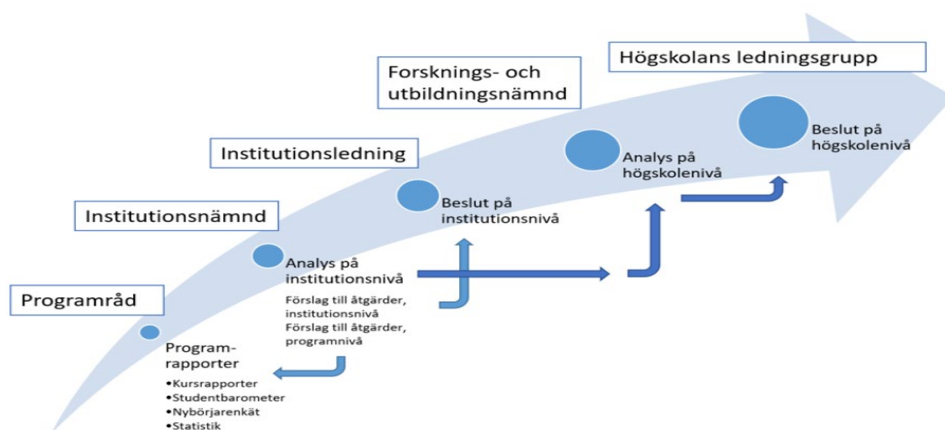 Högskolans ledningsgrupp
Forsknings- och
utbildningsnämnd
Beslut på
högskolenivå
Institutionsledning
Analys på
högskolenivå
Institutionsnämnd
Beslut på
institutionsnivå
Programråd
Analys på
institutionsnivå
Förslag till åtgärder,
institutionsnivå
Förslag till åtgärder,
programnivå
Program-
rapporter
•Kursrapporter
•Studentbarometer
•Nybörjarenkät
•Statistik